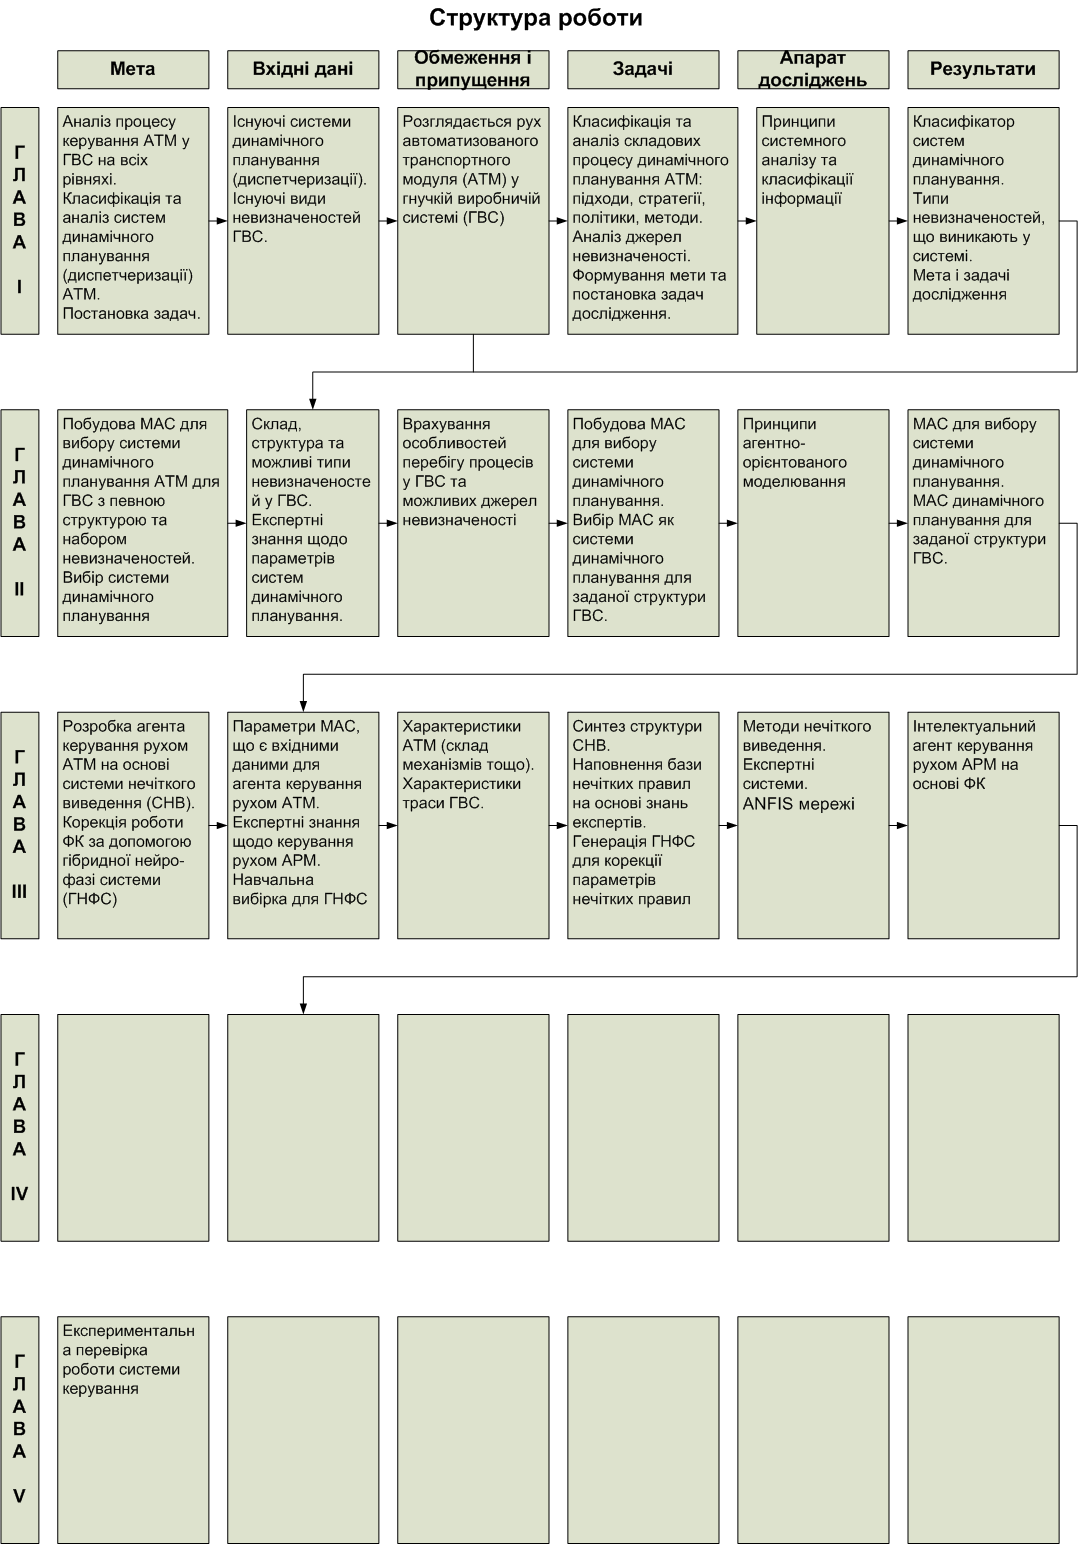 Структура роботи
Мета
Вхідні дані
Обмеження і
припущення
Задачі
Апарат
досліджень
Результати
Г
Л
А
В
А
I
Аналіз процесу
керування АТМ у
ГВС на всіх
рівняхі.
Класифікація та
аналіз систем
динамічного
планування
(диспетчеризації)
АТМ.
Постановка задач.
Існуючі системи
динамічного
планування
(диспетчеризації).
Існуючі види
невизначеностей
ГВС.
Розглядається рух
автоматизованого
транспортного
модуля (АТМ) у
гнучкій виробничій
системі (ГВС)
Класифікація та
аналіз складових
процесу динамічного
планування АТМ:
підходи, стратегії,
політики, методи.
Аналіз джерел
невизначеності.
Формування мети та
постановка задач
дослідження.
Принципи
системного
аналізу та
класифікації
інформації
Класифікатор
систем
динамічного
планування.
Типи
невизначеностей,
що виникають у
системі.
Мета і задачі
дослідження
Г
Л
А
В
А
II
Побудова МАС для
вибору системи
динамічного
планування АТМ для
ГВС з певною
структурою та
набором
невизначеностей.
Вибір системи
динамічного
планування
Склад,
структура та
можливі типи
невизначеносте
й у ГВС.
Експертні
знання щодо
параметрів
систем
динамічного
планування.
Врахування
особливостей
перебігу процесів
у ГВС та
можливих джерел
невизначеності
Побудова МАС
для вибору
системи
динамічного
планування.
Вибір МАС як
системи
динамічного
планування для
заданої структури
ГВС.
Принципи
агентно-
орієнтованого
моделювання
МАС для вибору
системи
динамічного
планування.
МАС динамічного
планування для
заданої структури
ГВС.
Г
Л
А
В
А
III
Розробка агента
керування рухом
АТМ на основі
системи нечіткого
виведення (СНВ).
Корекція роботи
ФК за допомогою
гібридної нейро-
фазі системи
(ГНФС)
Параметри МАС,
що є вхідними
даними для
агента керування
рухом АТМ.
Експертні знання
щодо керування
рухом АРМ.
Навчальна
вибірка для ГНФС
Характеристики
АТМ (склад
механізмів тощо).
Характеристики
траси ГВС.
Синтез структури
СНВ.
Наповнення бази
нечітких правил
на основі знань
експертів.
Генерація ГНФС
для корекції
параметрів
нечітких правил
Методи нечіткого
виведення.
Експертні
системи.
ANFIS мережі
Інтелектуальний
агент керування
рухом АРМ на
основі ФК
Г
Л
А
В
А
IV
Г
Л
А
В
А
V
Експериментальн
а перевірка
роботи системи
керування